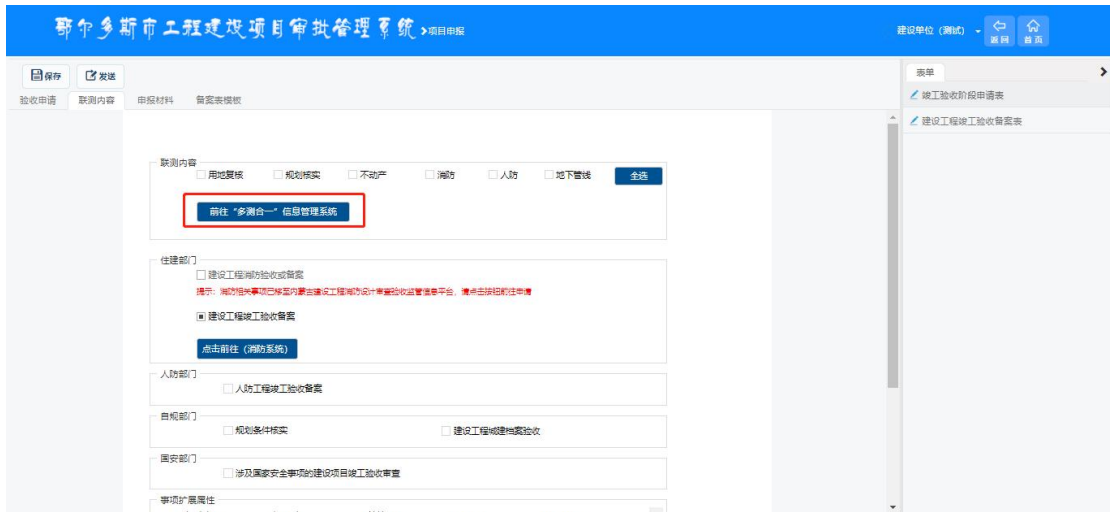 鄂尔多斯市工程建设项目审批管理系统 >项目申报
建设单位（测试） 返回 首页
保存 发送
验收申请 联测内容 申报材料 备案表模板
表单
竣工验收阶段申请表
建设工程竣工验收备案表
联测内容
用地复核 规划核实 不动产 消防 人防 地下管线 全选
前往“多测合一”信息管理系统
住建部门
建设工程消防验收或备案
提示：消防相关事项已移至内蒙古建设工程消防设计审查验收监管信息平台，请点击按钮前往申请
建设工程竣工验收备案
点击前往（消防系统）
人防部门
人防工程竣工验收备案
自规部门
规划条件核实 建设工程城建档案验收
国安部门
涉及国家安全事项的建设项目竣工验收审查
事项扩展属性